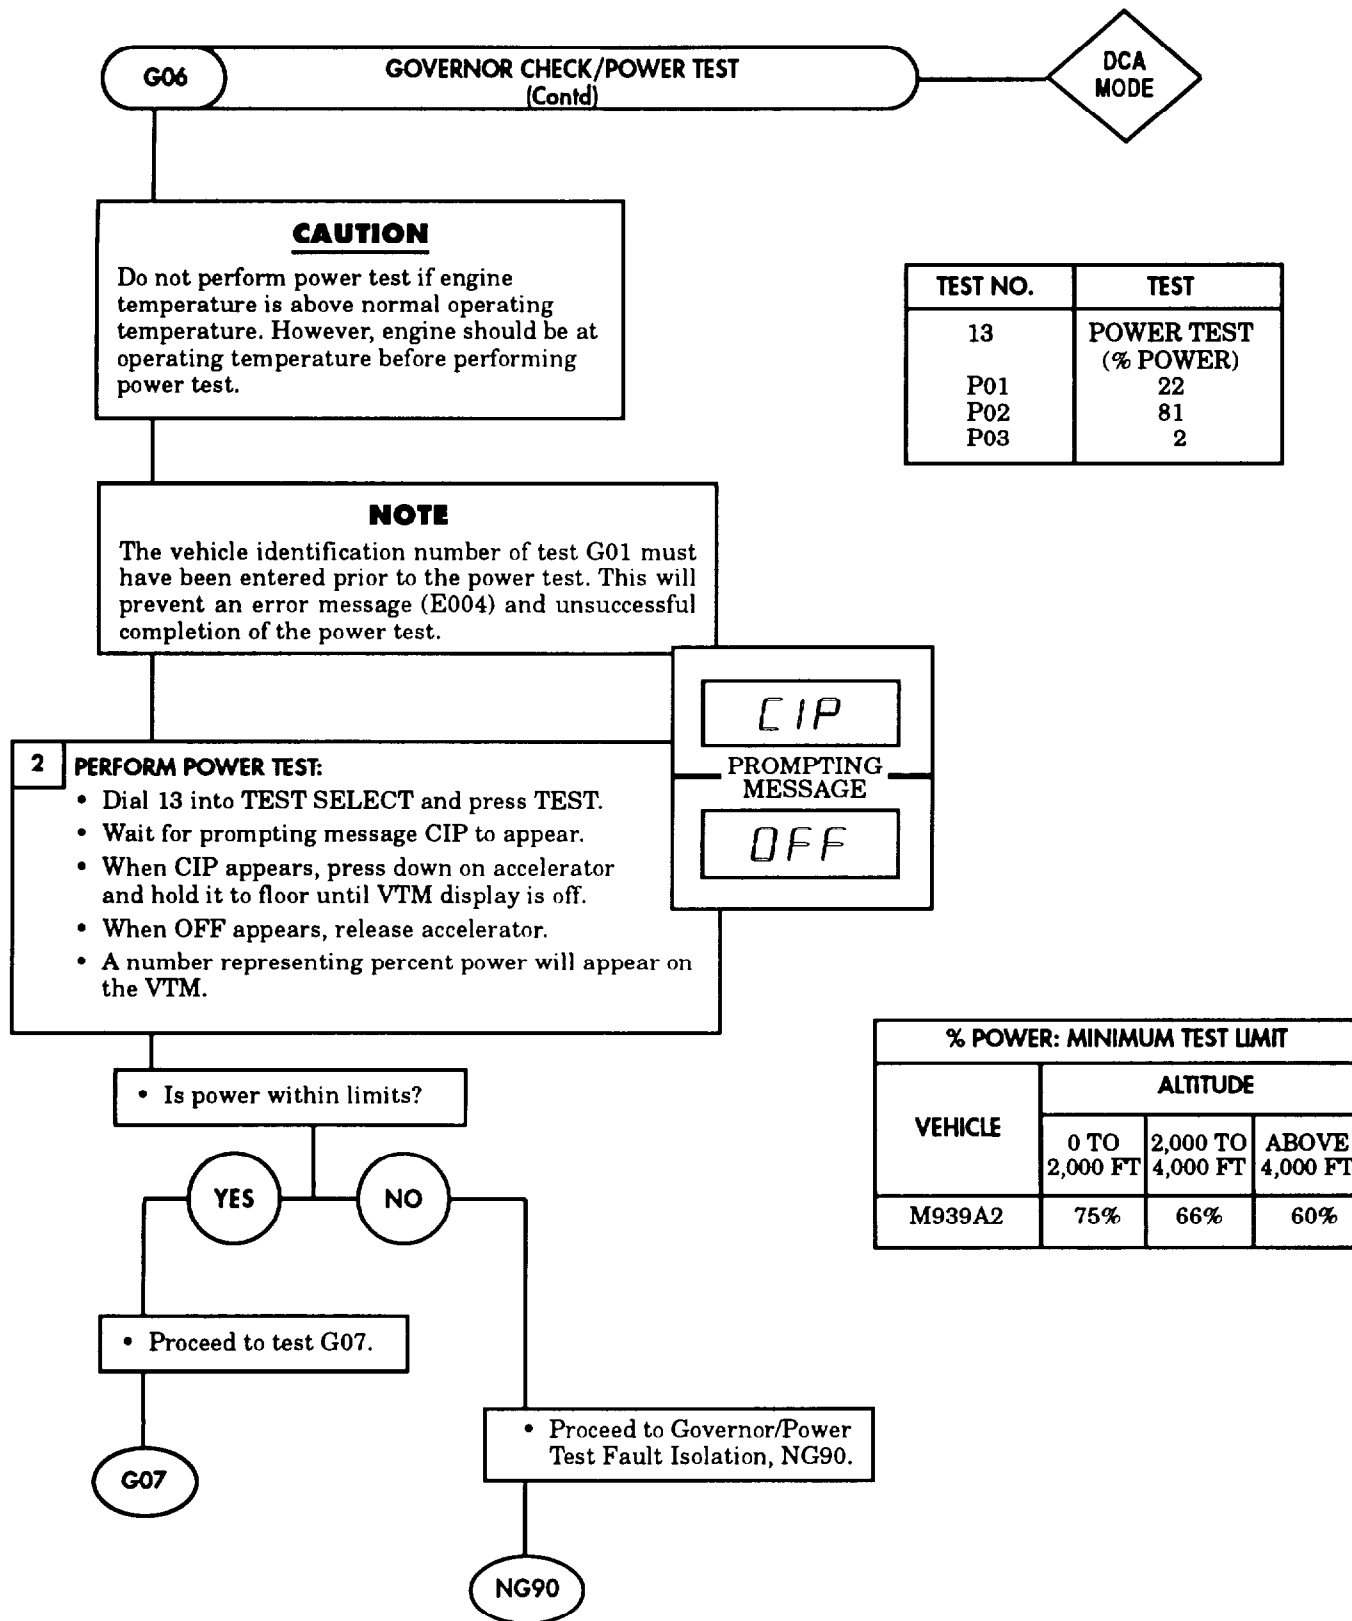 G06
GOVERNOR CHECK/POWER TEST
(Contd)
DCA
MODE
CAUTION
Do not perform power test if engine
temperature is above normal operating
temperature. However, engine should be at
operating temperature before performing
power test.
TEST NO. TEST
13 POWER TEST
(% POWER)
P01 22
P02 81
P03 2
NOTE
The vehicle identification number of test G01 must
have been entered prior to the power test. This will
prevent an error message (E004) and unsuccessful
completion of the power test.
CIP
PROMPTING
MESSAGE
OFF
2 PERFORM POWER TEST:
• Dial 13 into TEST SELECT and press TEST.
• Wait for prompting message CIP to appear.
• When CIP appears, press down on accelerator
and hold it to floor until VTM display is off.
• When OFF appears, release accelerator.
• A number representing percent power will appear on
the VTM.
% POWER: MINIMUM TEST LIMIT
VEHICLE
ALTITUDE
0 TO 2,000 TO ABOVE
2,000 FT 4,000 FT 4,000 FT
M939A2 75% 66% 60%
• Is power within limits?
YES NO
• Proceed to test G07.
G07
• Proceed to Governor/Power
Test Fault Isolation, NG90.
NG90